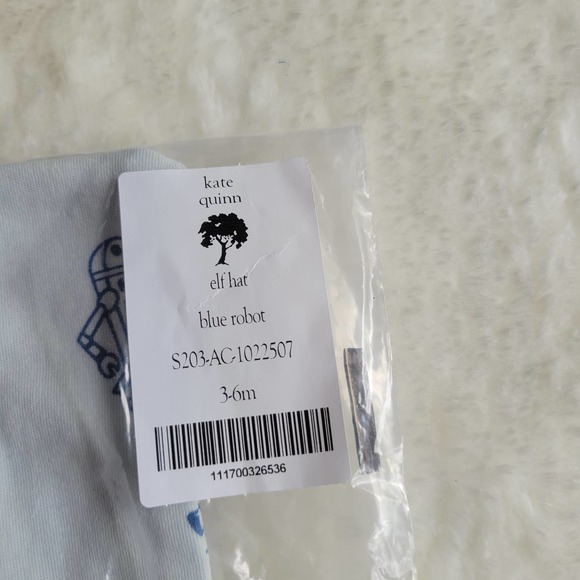 kate
quinn
elf hat
blue robot
S203-AC-1022507
3-6m
111700326536